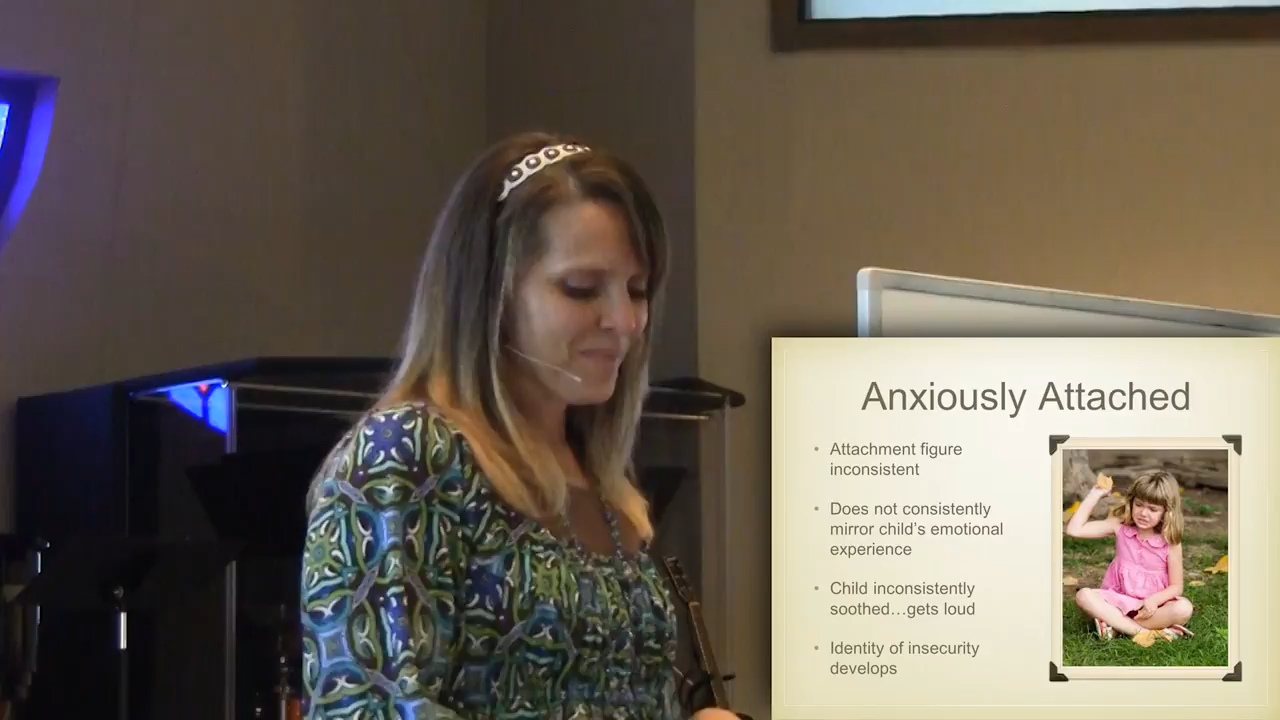 Anxiously Attached
• Attachment figure
inconsistent
• Does not consistently
mirror child's emotional
experience
• Child inconsistently
soothed...gets loud
• Identity of insecurity
develops